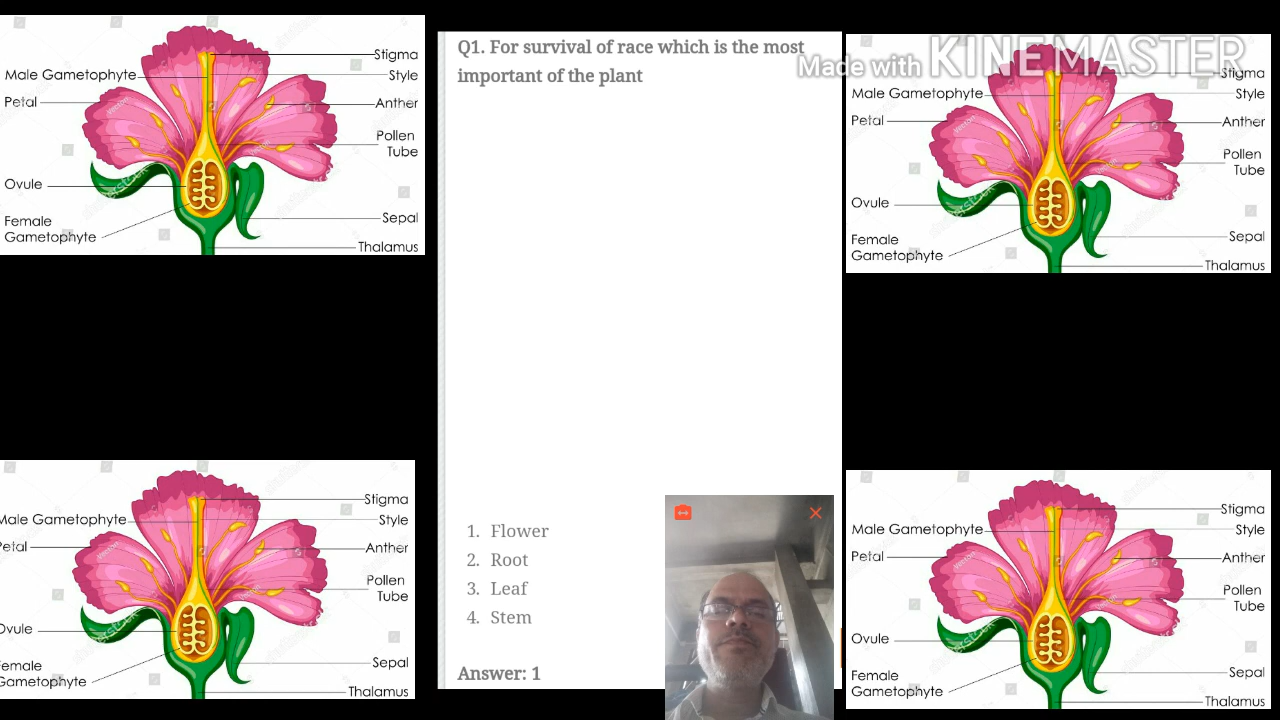 Stigma
Male Gametophyte
Style
Petal
Anther
Pollen
Tube
Ovule
Female
Gametophyte
Sepal
Thalamus
Q1. For survival of race which is the most
important of the plant
1. Flower
2. Root
3. Leaf
4. Stem
Answer: 1
Made with KINEMASTER
Stigma
Male Gametophyte
Style
Petal
Anther
Pollen
Tube
Ovule
Female
Gametophyte
Sepal
Thalamus
Stigma
Male Gametophyte
Style
Petal
Anther
Pollen
Tube
Ovule
Female
Gametophyte
Sepal
Thalamus
Stigma
Male Gametophyte
Style
Petal
Anther
Pollen
Tube
Ovule
Female
Gametophyte
Sepal
Thalamus